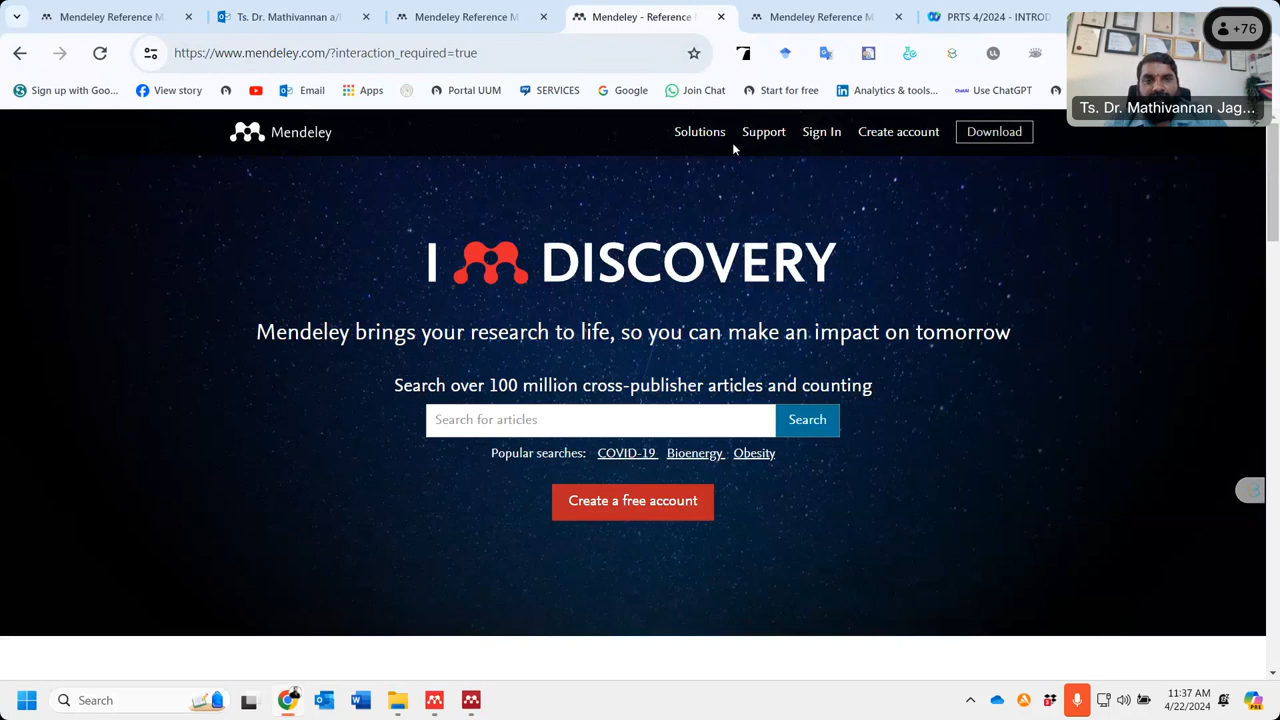 Mendeley Reference M
Ts. Dr. Mathivannan a/l
Mendeley Reference M
Mendeley - Reference
Mendeley Reference M
PRTS 4/2024 - INTROD
+76
https://www.mendeley.com/?interaction_required=true
Sign up with Goo...
View story
Email
Apps
Portal UUM
SERVICES
Google
Join Chat
Start for free
Analytics & tools...
ChatAI
Use ChatGPT
Ts. Dr. Mathivannan Jag...
Mendeley
Solutions
Support
Sign In
Create account
Download
I DISCOVERY
Mendeley brings your research to life, so you can make an impact on tomorrow
Search over 100 million cross-publisher articles and counting
Search for articles
Search
Popular searches: COVID-19 Bioenergy Obesity
Create a free account
Search
11:37 AM
4/22/2024
PRE